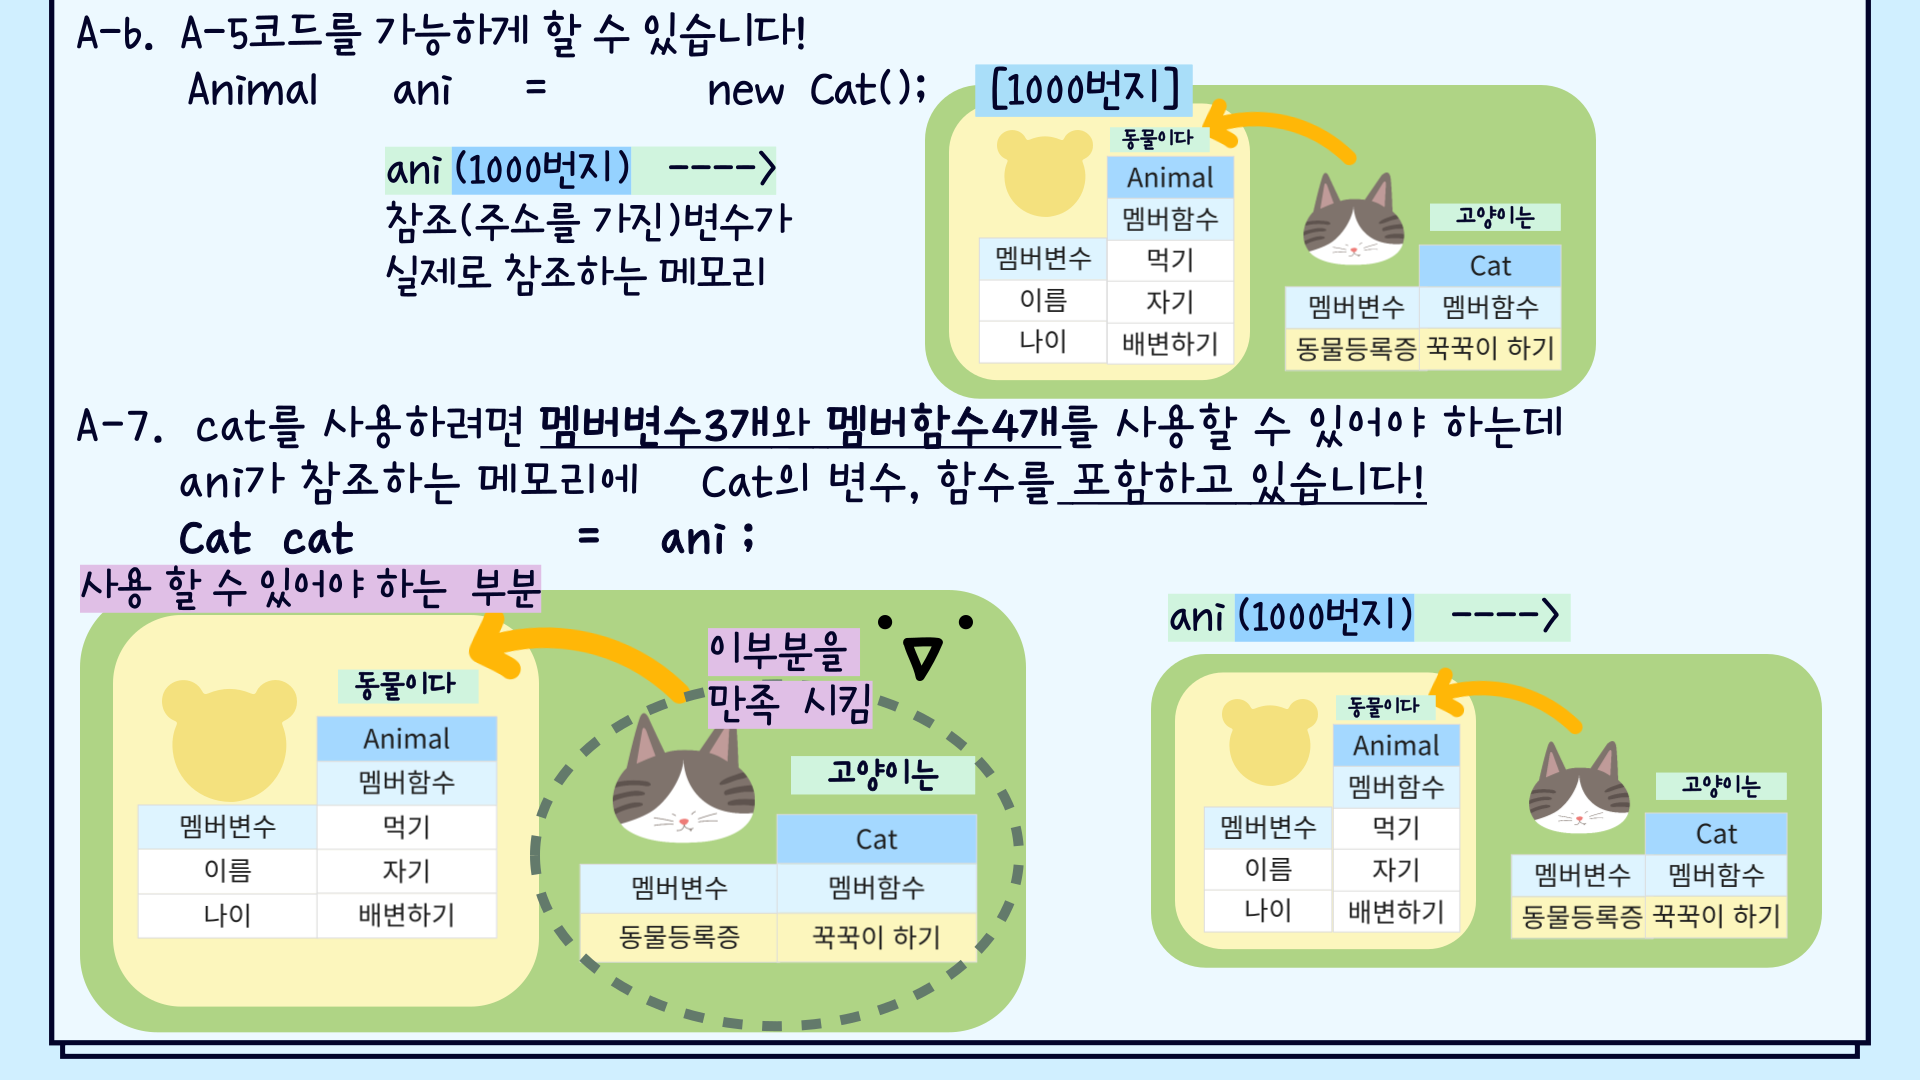 A-6. A-5코드를 가능하게 할 수 있습니다!
Animal ani = new Cat();
[1000번지]
ani (1000번지) ---->
참조(주소를 가진)변수가
실제로 참조하는 메모리
동물이다
Animal
멤버함수
멤버변수 먹기
이름 자기
나이 배변하기
고양이는
Cat
멤버변수 멤버함수
동물등록증 꾹꾹이 하기
A-7. cat를 사용하려면 멤버변수3개와 멤버함수4개를 사용할 수 있어야 하는데
ani가 참조하는 메모리에 Cat의 변수, 함수를 포함하고 있습니다!
Cat cat = ani ;
사용 할 수 있어야 하는 부분
이부분을
만족 시킴
동물이다
Animal
멤버함수
멤버변수 먹기
이름 자기
나이 배변하기
고양이는
Cat
멤버변수 멤버함수
동물등록증 꾹꾹이 하기
ani (1000번지) ---->
동물이다
Animal
멤버함수
멤버변수 먹기
이름 자기
나이 배변하기
고양이는
Cat
멤버변수 멤버함수
동물등록증 꾹꾹이 하기